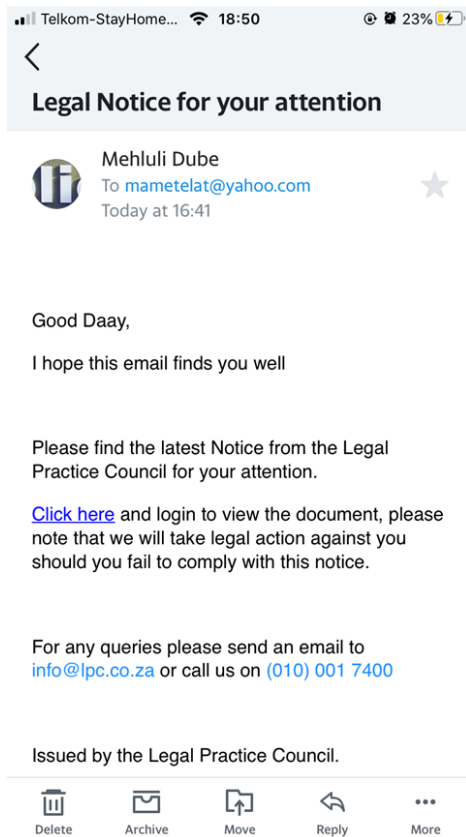 Telkom-StayHome... 18:50 23%
Legal Notice for your attention
Mehluli Dube
To mametelat@yahoo.com
Today at 16:41
Good Daay,
I hope this email finds you well
Please find the latest Notice from the Legal
Practice Council for your attention.
Click here and login to view the document, please
note that we will take legal action against you
should you fail to comply with this notice.
For any queries please send an email to
info@lpc.co.za or call us on (010) 001 7400
Issued by the Legal Practice Council.
Delete Archive Move Reply More